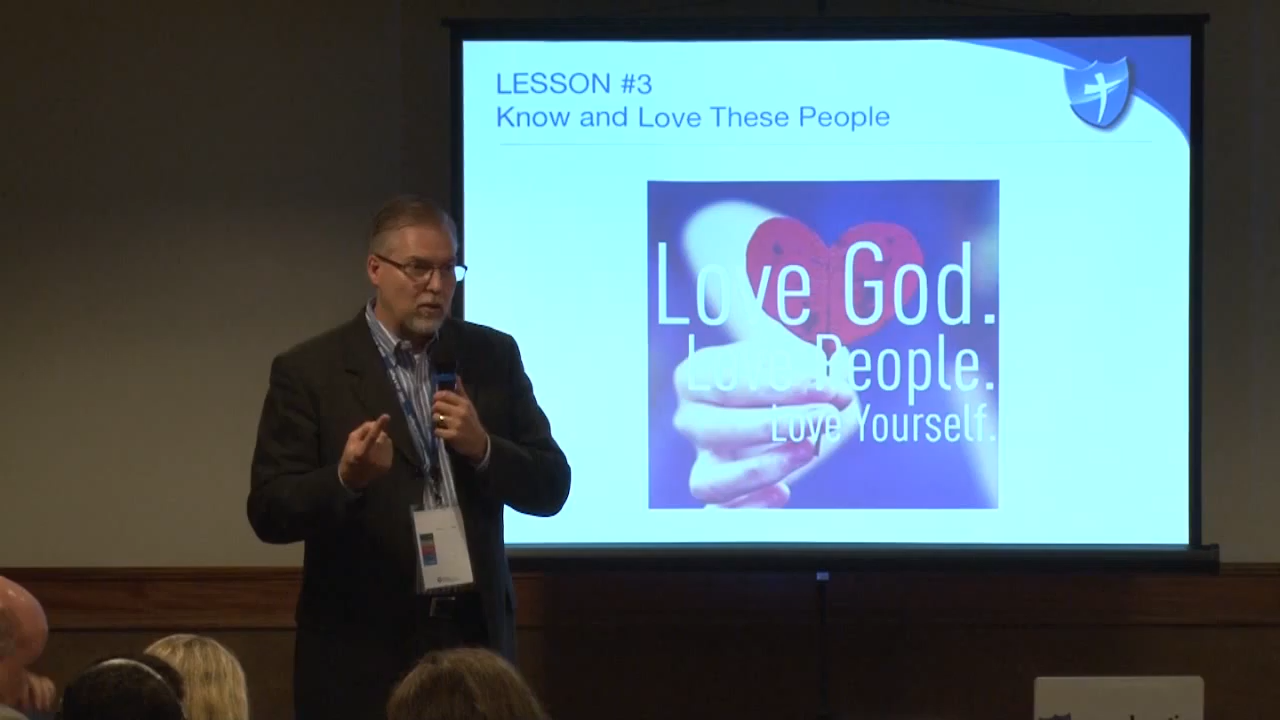 LESSON #3
Know and Love These People
Love God.
Love People.
Love Yourself.